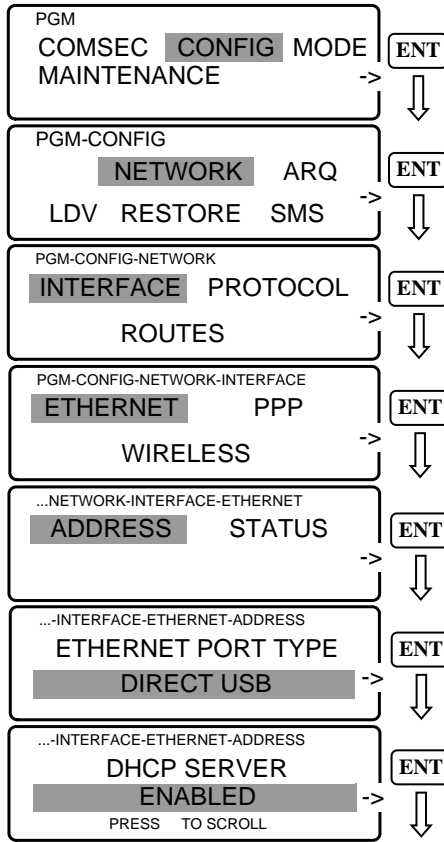 PGM
COMSEC CONFIG MODE ENT
MAINTENANCE ->
PGM-CONFIG
NETWORK ARQ ENT
LDV RESTORE SMS ->
PGM-CONFIG-NETWORK
INTERFACE PROTOCOL ENT
ROUTES ->
PGM-CONFIG-NETWORK-INTERFACE
ETHERNET PPP ENT
WIRELESS ->
...NETWORK-INTERFACE-ETHERNET
ADDRESS STATUS ENT
->
...-INTERFACE-ETHERNET-ADDRESS
ETHERNET PORT TYPE ENT
DIRECT USB ->
...-INTERFACE-ETHERNET-ADDRESS
DHCP SERVER ENT
ENABLED ->
PRESS TO SCROLL